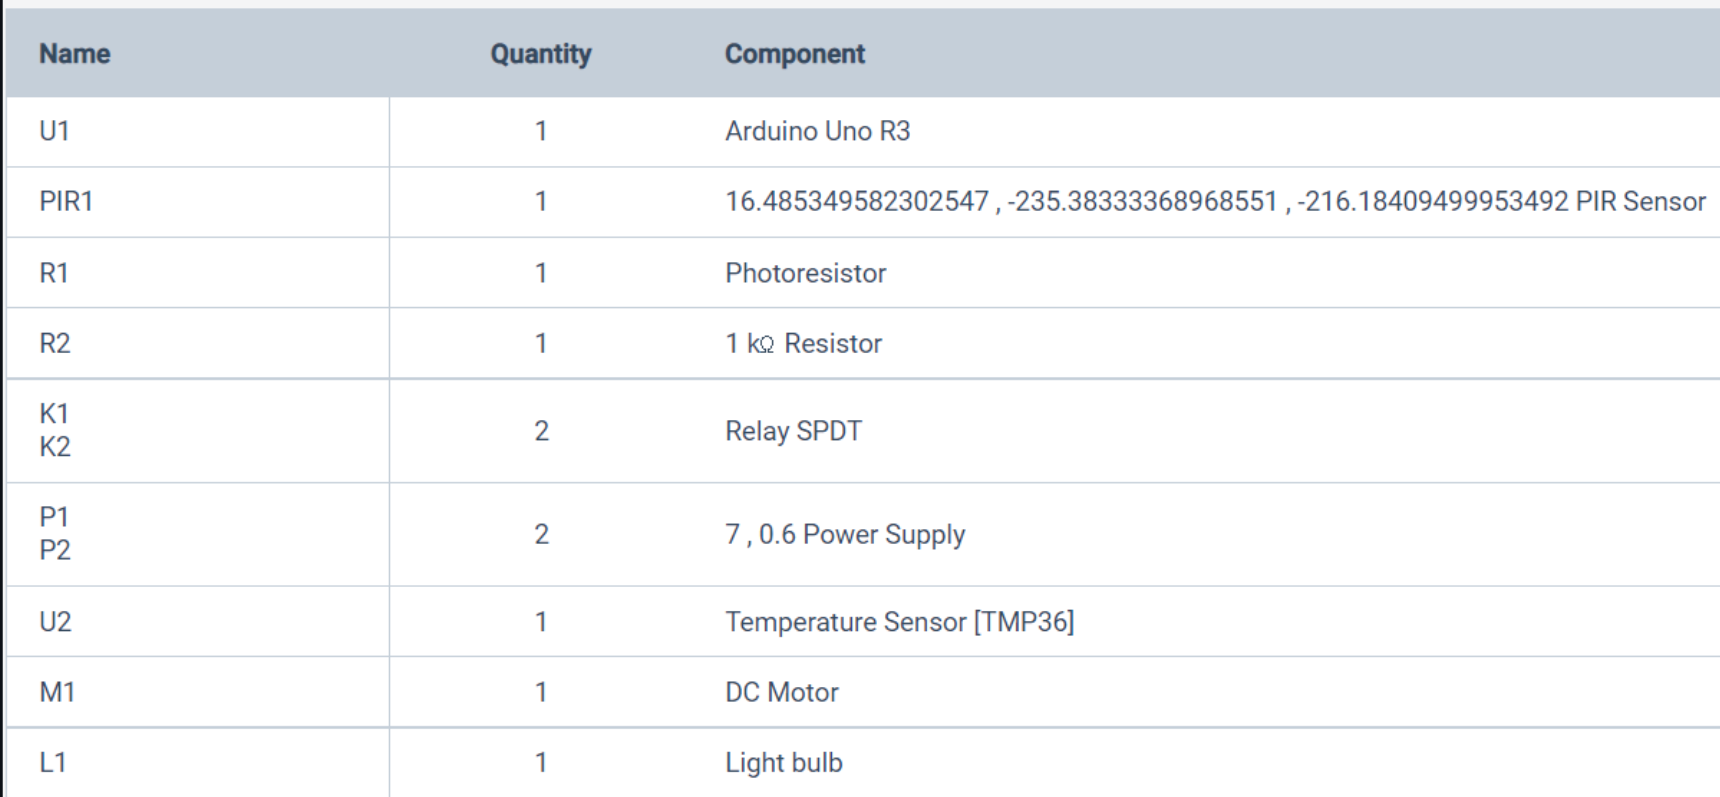 Name Quantity Component
U1 1 Arduino Uno R3
PIR1 1 16.485349582302547 , -235.38333368968551 , -216.18409499953492 PIR Sensor
R1 1 Photoresistor
R2 1 1 kΩ Resistor
K1
K2
2 Relay SPDT
P1
P2
2 7 , 0.6 Power Supply
U2 1 Temperature Sensor [TMP36]
M1 1 DC Motor
L1 1 Light bulb